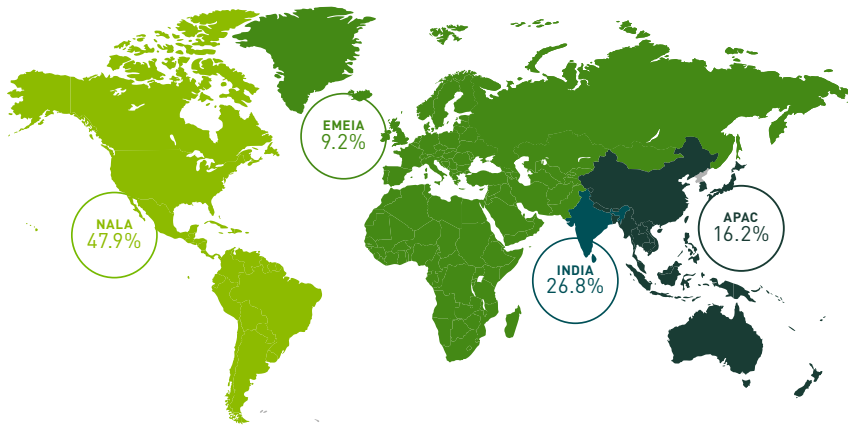 EMEIA
9.2%
NALA
47.9%
APAC
16.2%
INDIA
26.8%